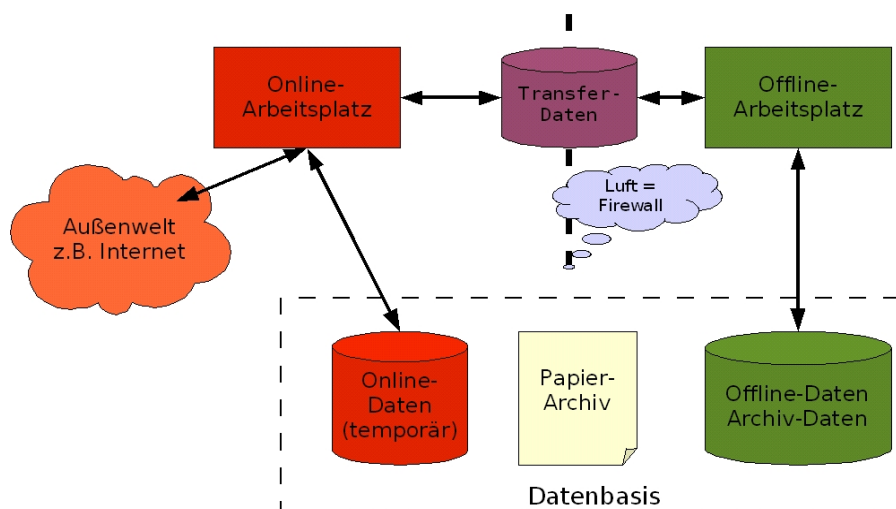 Online-
Arbeitsplatz
Transfer-
Daten
Offline-
Arbeitsplatz
Luft =
Firewall
Außenwelt
z.B. Internet
Online-
Daten
(temporär)
Papier-
Archiv
Offline-Daten
Archiv-Daten
Datenbasis